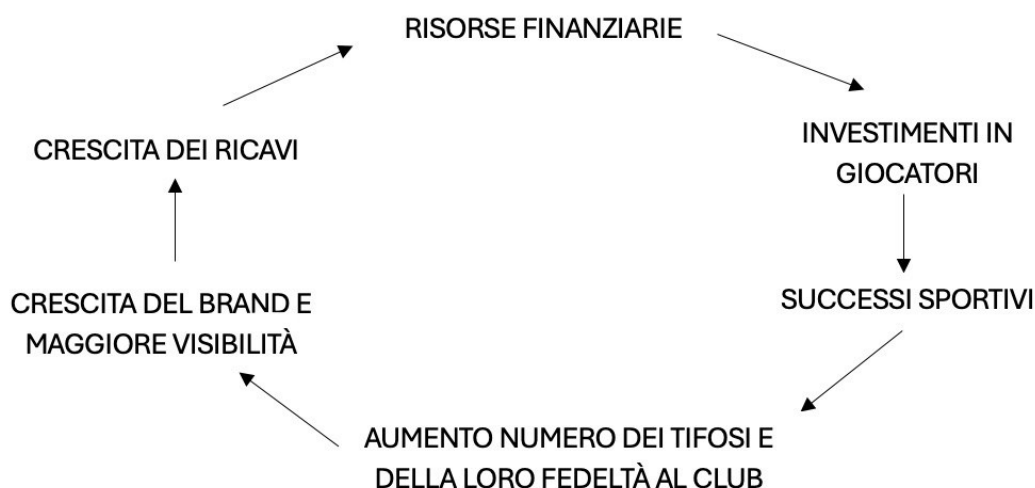 RISORSE FINANZIARIE
INVESTIMENTI IN
GIOCATORI
SUCCESSI SPORTIVI
AUMENTO NUMERO DEI TIFOSI E
DELLA LORO FEDELTÀ AL CLUB
CRESCITA DEL BRAND E
MAGGIORE VISIBILITÀ
CRESCITA DEI RICAVI